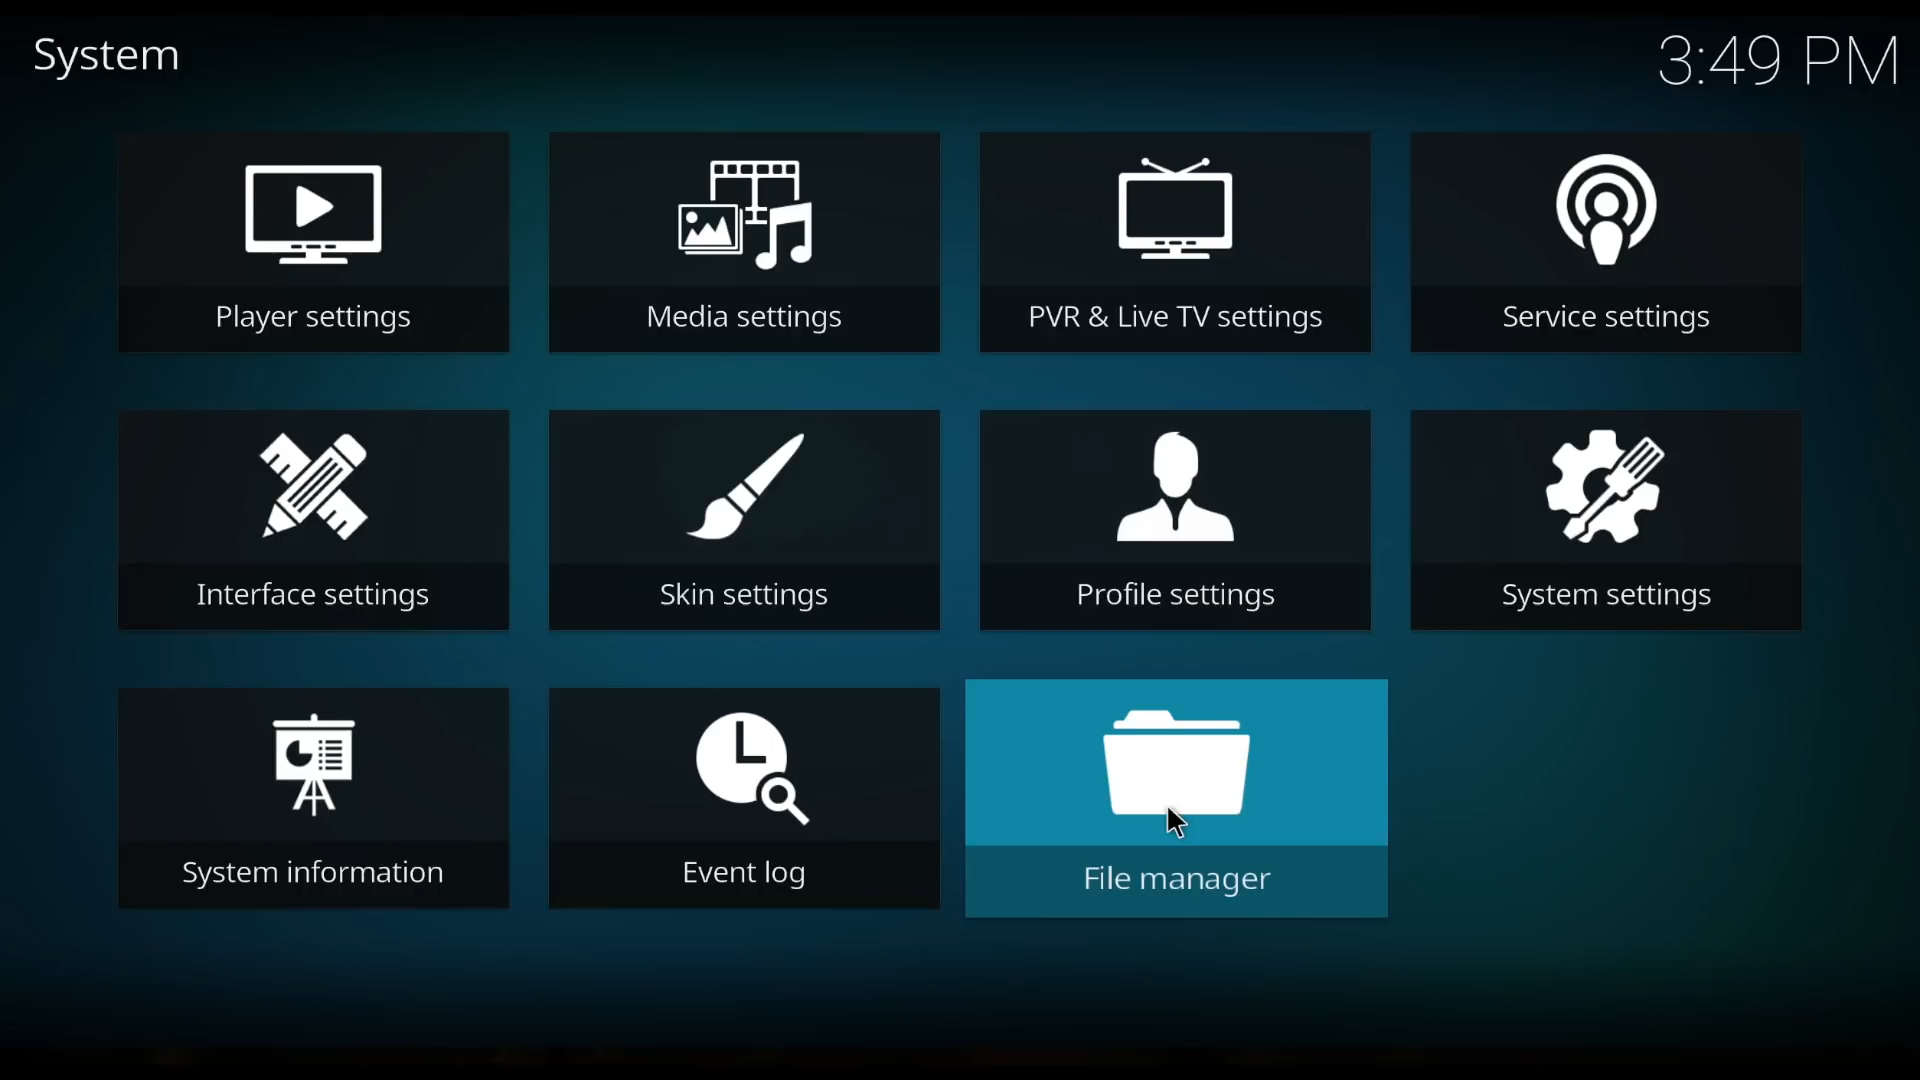 System
3:49 PM
Player settings
Media settings
PVR & Live TV settings
Service settings
Interface settings
Skin settings
Profile settings
System settings
System information
Event log
File manager